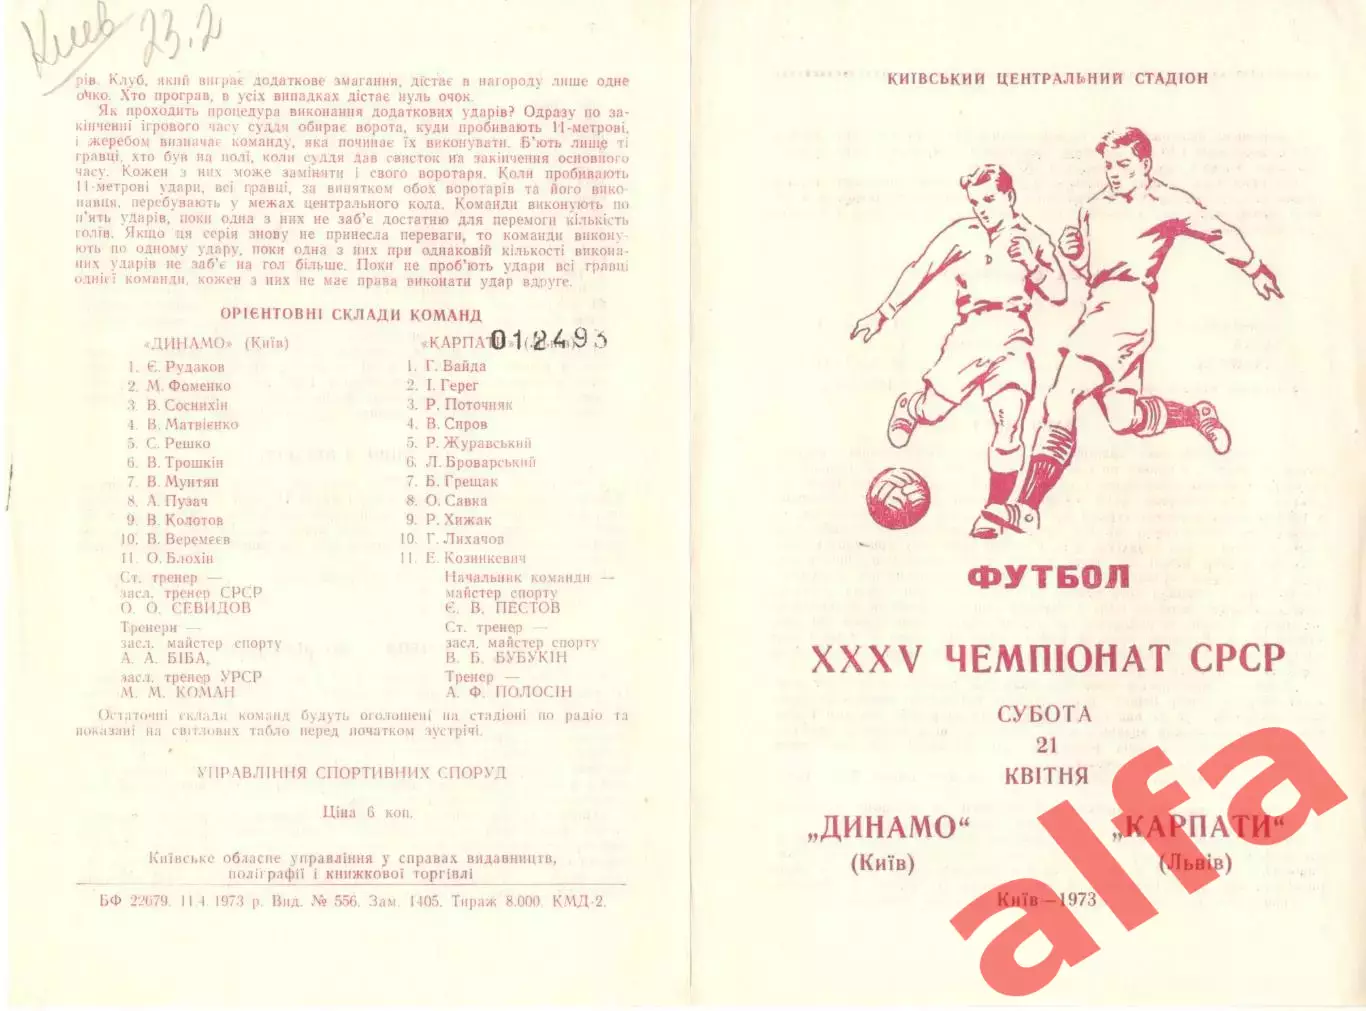 Киев 23.2
рів. Клуб, який виграє додаткове змагання, дістає в нагороду лише одне
очко. Хто програв, в усіх випадках дістає нуль очок.
Як проходить процедура виконання додаткових ударів? Одразу по за-
кінченні ігрового часу суддя обирає ворота, куди пробивають 11-метрові,
і жеребом визначає команду, яка починає їх виконувати. Б'ють лище ті
гравці, хто був на полі, коли суддя дав свисток на закінчення основного
часу. Кожен з них може заміняти і свого воротаря. Коли пробивають
11-метрові удари, всі гравці, за винятком обох воротарів та його вико-
навця, перебувають у межах центрального кола. Команди виконують по
п'ять ударів, поки одна з них не заб'є достатню для перемоги кількість
голів. Якщо ця серія знову не принесла переваги, то команди викону-
ють по одному удару, поки одна з них при однаковій кількості викона-
них ударів не заб'є на гол більше. Поки не проб'ють удари всі гравці
однієї команди, кожен з них не має права виконати удар вдруге.
ОРІЄНТОВНІ СКЛАДИ КОМАНД
«ДИНАМО» (Київ)
1. Є. Рудаков
2. М. Фоменко
3. В. Соснихін
4. В. Матвієнко
5. С. Решко
6. В. Трошкін
7. В. Мунтян
8. А. Пузач
9. В. Колотов
10. В. Веремєєв
11. О. Блохін
Ст. тренер —
засл. тренер СРСР
О. О. СЕВИДОВ
Тренери —
засл. майстер спорту
А. А. БІБА,
засл. тренер УРСР
М. М. КОМАН
«КАРПАТИ» (Львів)
012493
1. Г. Вайда
2. І. Герег
3. Р. Поточняк
4. В. Сиров
5. Р. Журавський
6. Л. Броварський
7. Б. Грещак
8. О. Савка
9. Р. Хижак
10. Г. Лихачов
11. Е. Козинкевич
Начальник команди —
майстер спорту
Є. В. ПЕСТОВ
Ст. тренер —
засл. майстер спорту
В. Б. БУБУКІН
Тренер —
А. Ф. ПОЛОСІН
Остаточні склади команд будуть оголошені на стадіоні по радіо та
показані на світлових табло перед початком зустрічі.
УПРАВЛІННЯ СПОРТИВНИХ СПОРУД
Ціна 6 коп.
Київське обласне управління у справах видавництв,
поліграфії і книжкової торгівлі
БФ 22679. 11.4. 1973 р. Вид. № 556. Зам. 1405. Тираж 8.000. КМД-2.
КИЇВСЬКИЙ ЦЕНТРАЛЬНИЙ СТАДІОН
Д
ФУТБОЛ
XXXV ЧЕМПІОНАТ СРСР
СУБОТА
21
КВІТНЯ
„ДИНАМО“
(Київ)
„КАРПАТИ“
(Львів)
Київ—1973
alfa